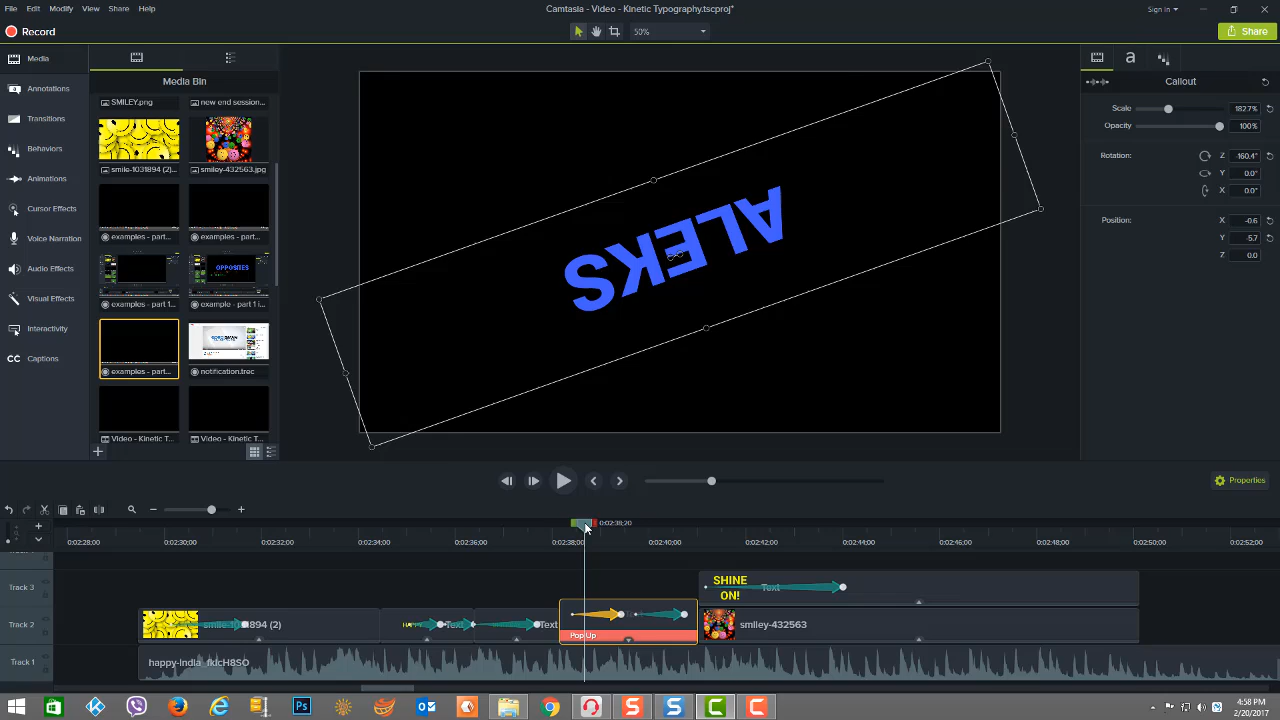 File Edit Modify View Share Help
Camtasia - Video - Kinetic Typography.tscproj*
Sign in
Record
50%
Share
Media
Annotations
Transitions
Behaviors
Animations
Cursor Effects
Voice Narration
Audio Effects
Visual Effects
Interactivity
CC Captions
Media Bin
SMILEY.png
new end session...
smile-1031894 (2)...
smiley-432563.jpg
examples - part...
examples - part...
OPPOSITES
examples - part 1...
example - part 1 i...
examples - part...
notification.trec
Video - Kinetic T...
Video - Kinetic T...
ALEKS
a
Callout
Scale 182.7%
Opacity 100%
Rotation: Z -160.4°
Y 0.0°
X 0.0°
Position: X -0.6
Y -5.7
Z 0.0
Properties
0:02:38;20
0:02:28;00 0:02:30;00 0:02:32;00 0:02:34;00 0:02:36;00 0:02:38;00 0:02:40;00 0:02:42;00 0:02:44;00 0:02:46;00 0:02:48;00 0:02:50;00 0:02:52;00
Track 3
SHINE
ON!
Text
Track 2
smile-1031894 (2)
Text
Text
Pop Up
smiley-432563
Track 1
happy-india_fklcH8SO
4:58 PM
2/20/2017